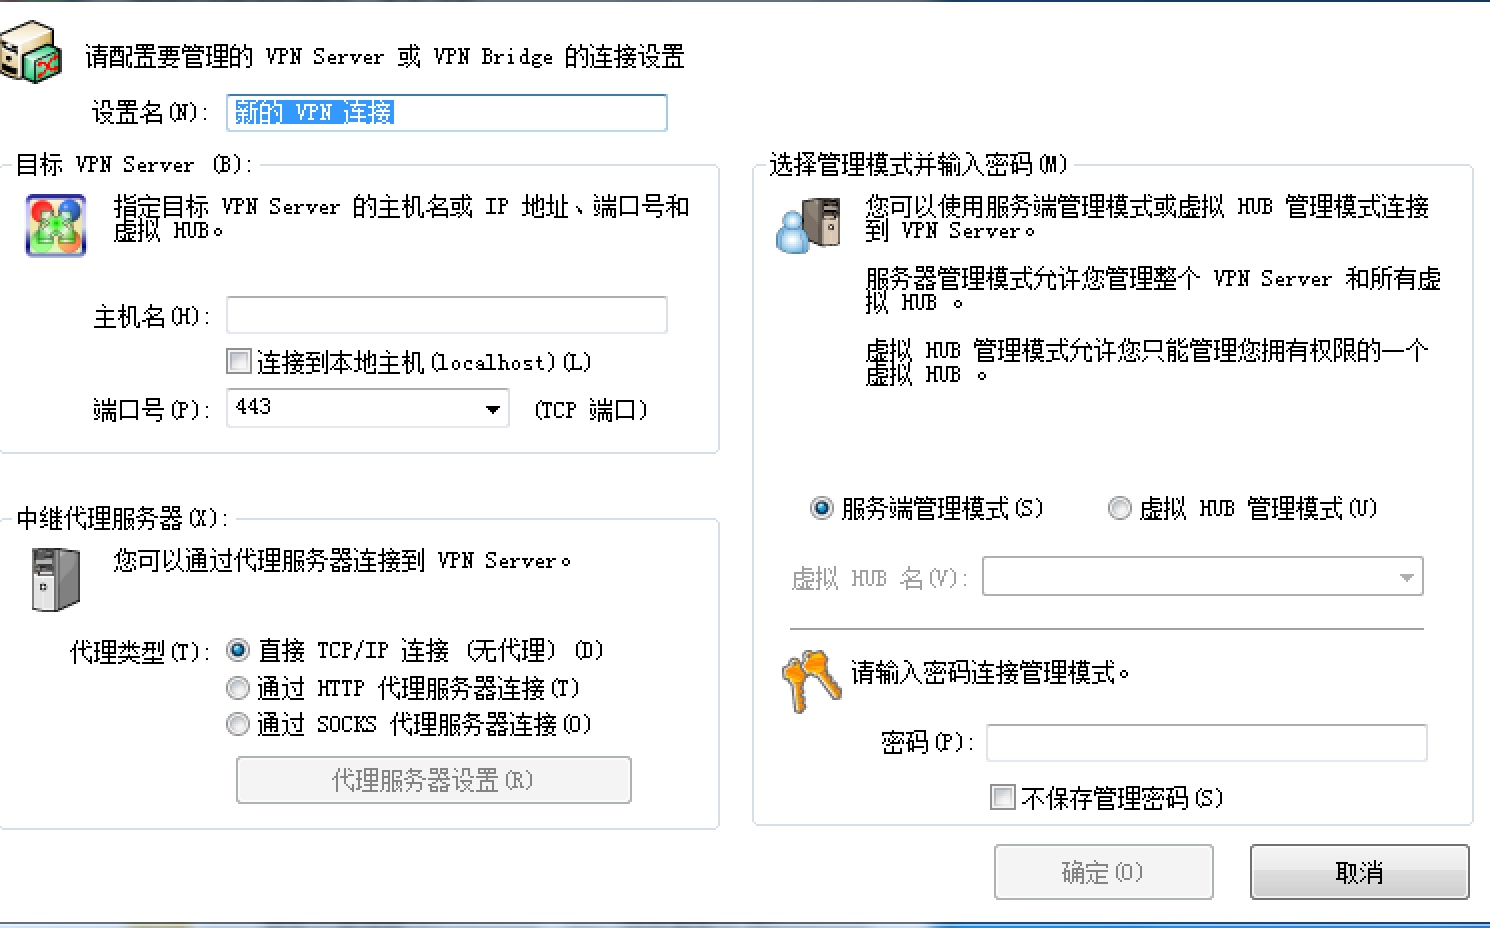 请配置要管理的 VPN Server 或 VPN Bridge 的连接设置
设置名(N):
新的 VPN 连接
目标 VPN Server (B):
指定目标 VPN Server 的主机名或 IP 地址、端口号和
虚拟 HUB。
主机名(H):
连接到本地主机(localhost)(L)
端口号(P):
443
(TCP 端口)
中继代理服务器(X):
您可以通过代理服务器连接到 VPN Server。
代理类型(T):
直接 TCP/IP 连接 (无代理) (D)
通过 HTTP 代理服务器连接(T)
通过 SOCKS 代理服务器连接(O)
代理服务器设置(R)
选择管理模式并输入密码(M)
您可以使用服务端管理模式或虚拟 HUB 管理模式连接
到 VPN Server。
服务器管理模式允许您管理整个 VPN Server 和所有虚
拟 HUB 。
虚拟 HUB 管理模式允许您只能管理您拥有权限的一个
虚拟 HUB 。
服务端管理模式(S)
虚拟 HUB 管理模式(U)
虚拟 HUB 名(V):
请输入密码连接管理模式。
密码(P):
不保存管理密码(S)
确定(O)
取消